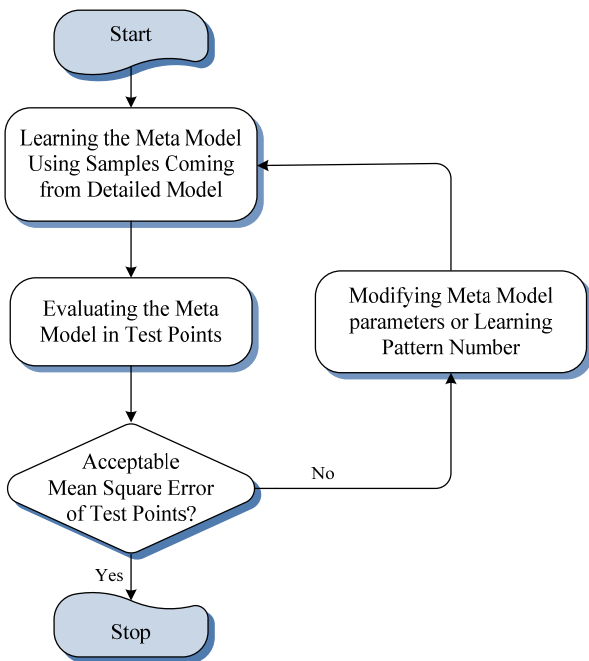 Start
Learning the Meta Model
Using Samples Coming
from Detailed Model
Evaluating the Meta
Model in Test Points
Modifying Meta Model
parameters or Learning
Pattern Number
Acceptable
Mean Square Error
of Test Points?
No
Yes
Stop